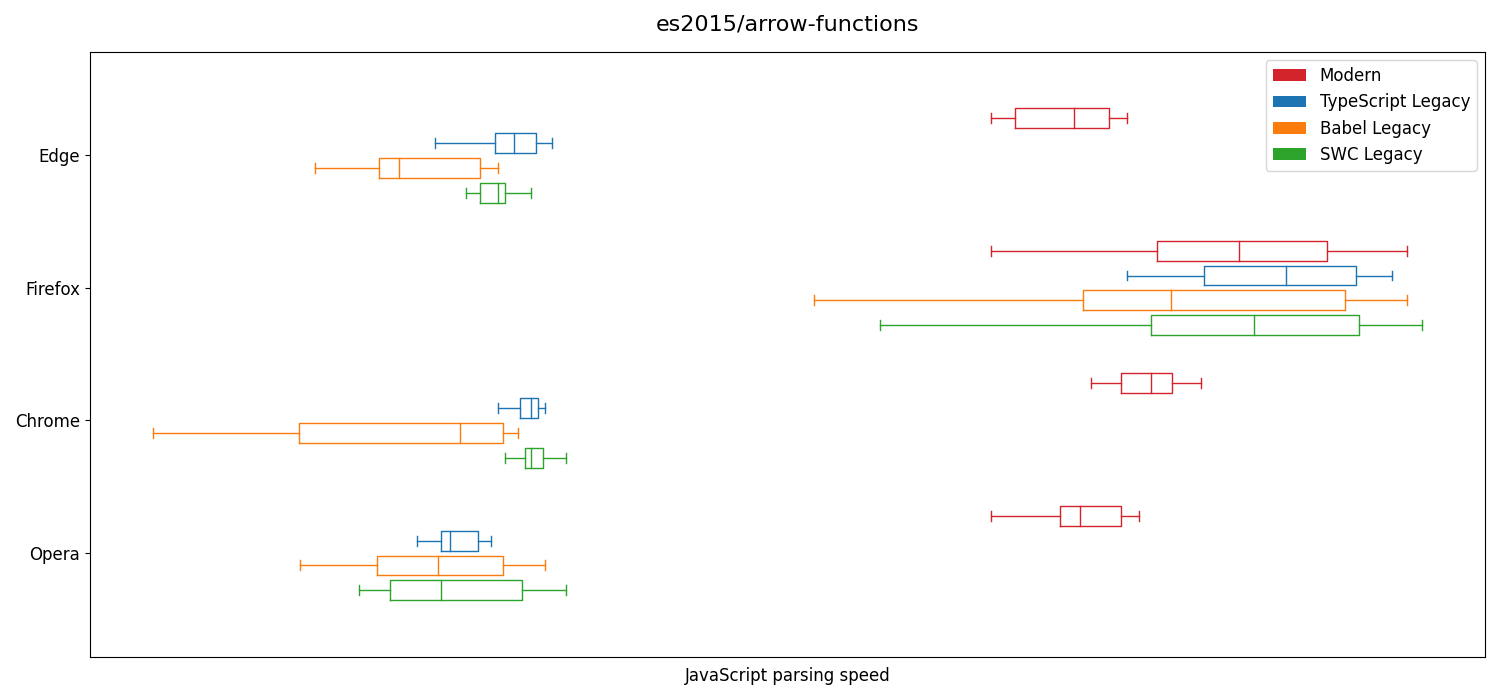 es2015/arrow-functions
Modern
TypeScript Legacy
Babel Legacy
SWC Legacy
Edge
Firefox
Chrome
Opera
JavaScript parsing speed